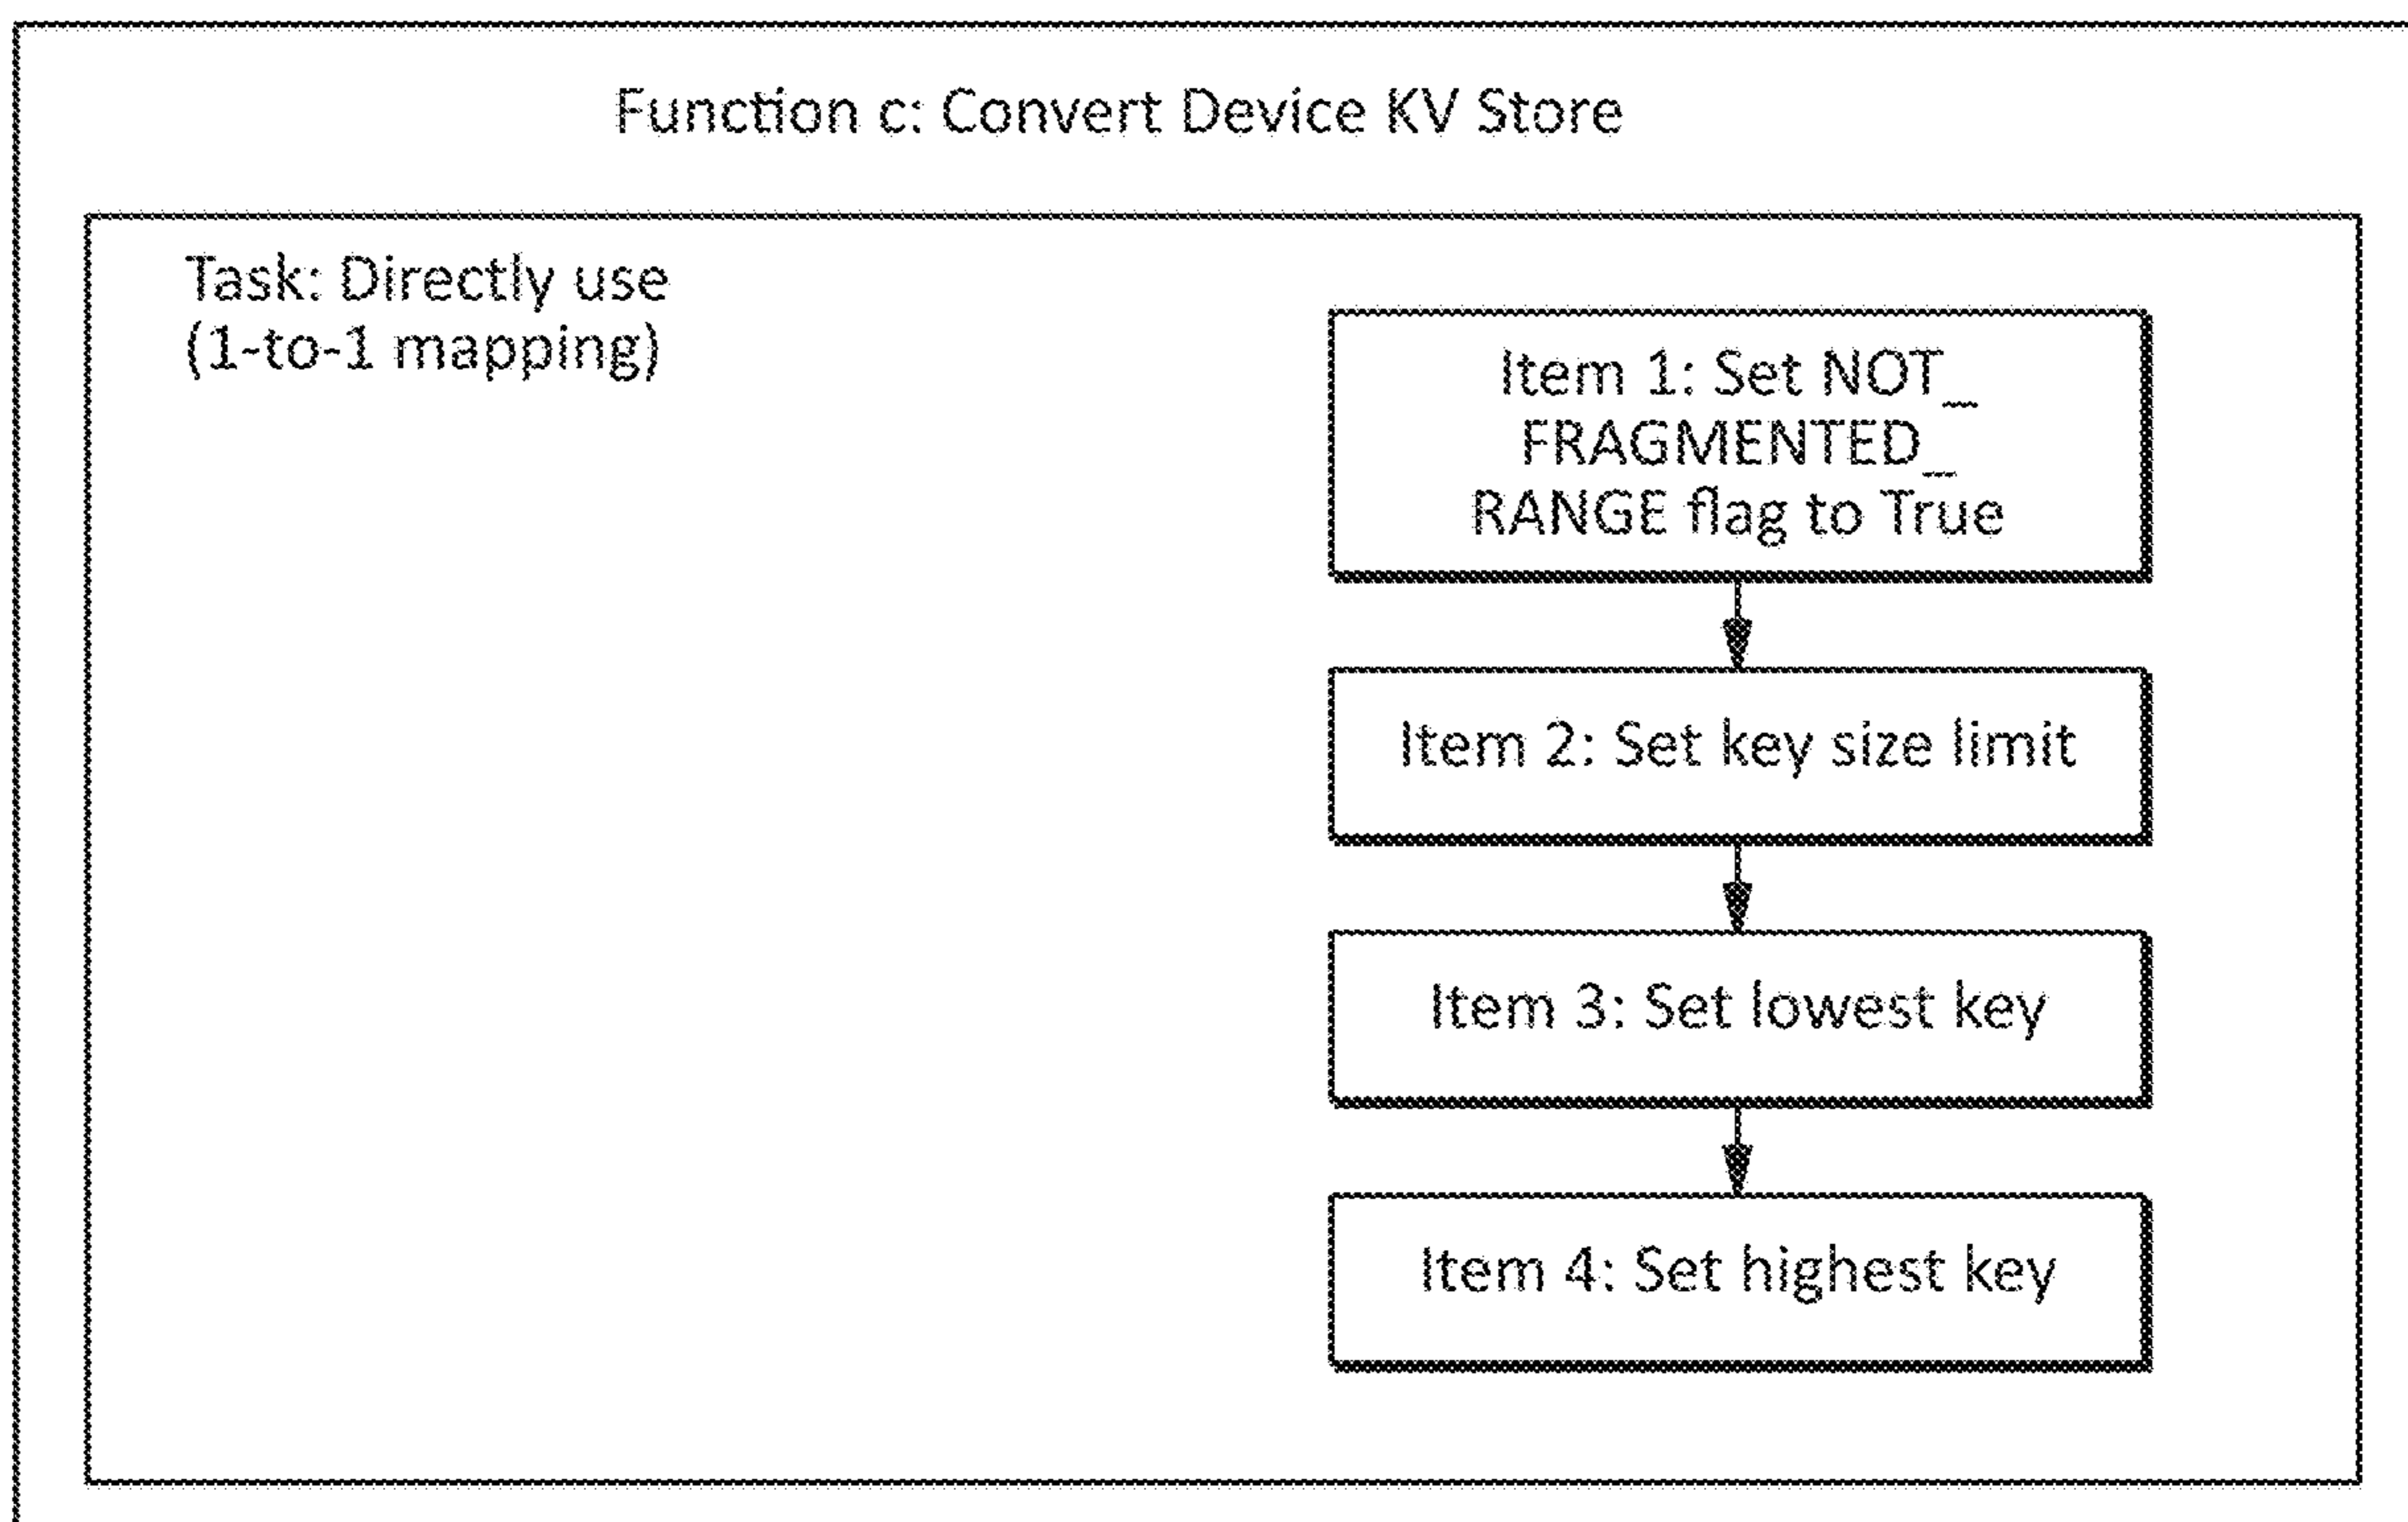 Function c: Convert Device KV Store
Task: Directly use
(1-to-1 mapping)
Item 1: Set NOT_
FRAGMENTED_
RANGE flag to True
Item 2: Set key size limit
Item 3: Set lowest key
Item 4: Set highest key